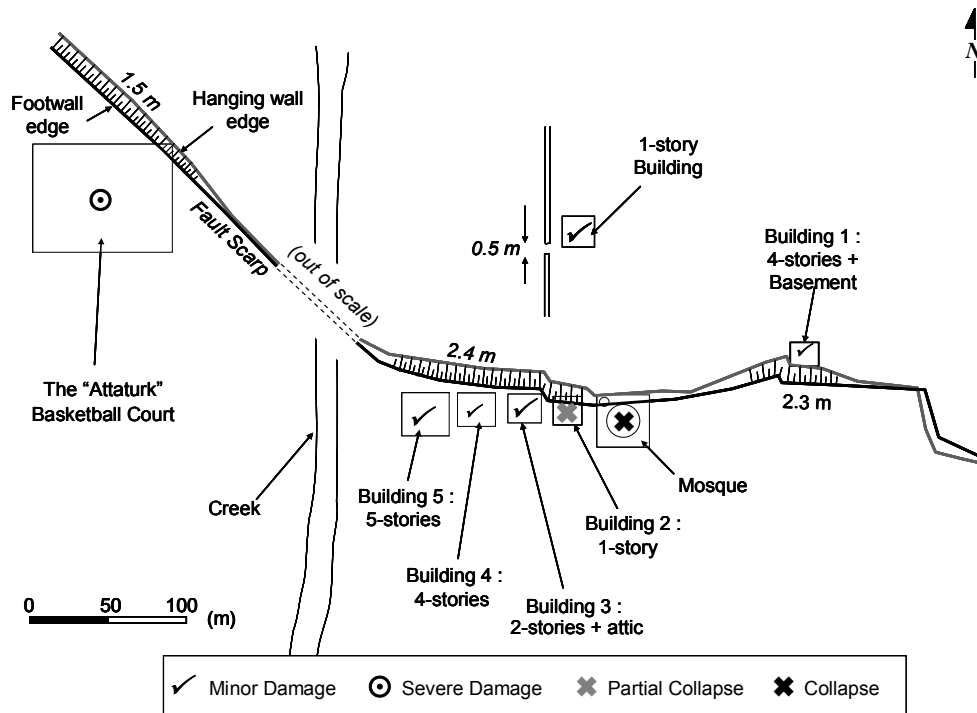 N
1.5 m
Footwall
edge
Hanging wall
edge
1-story
Building
Fault Scarp
(out of scale)
0.5 m
Building 1 :
4-stories +
Basement
2.4 m
2.3 m
The "Attaturk"
Basketball Court
Creek
Building 5 :
5-stories
Building 4 :
4-stories
Building 3 :
2-stories + attic
Building 2 :
1-story
Mosque
0 50 100 (m)
Minor Damage Severe Damage Partial Collapse Collapse